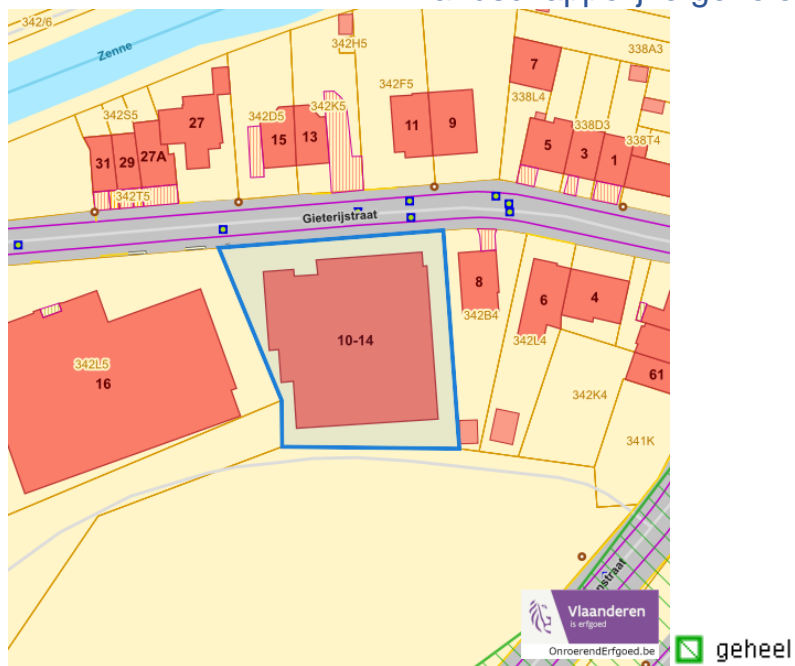 342/6
Zenne
342H5
338A3
7
342F5
338L4
342S5
27
342D5
342K5
338D3
15
13
11
9
5
3
1
338T4
31
29
27A
342T5
Gieterijstraat
8
6
4
342B4
342L4
10-14
342L5
16
61
342K4
341K
nstraat
Vlaanderen
is erfgoed
OnroerendErfgoed.be
geheel